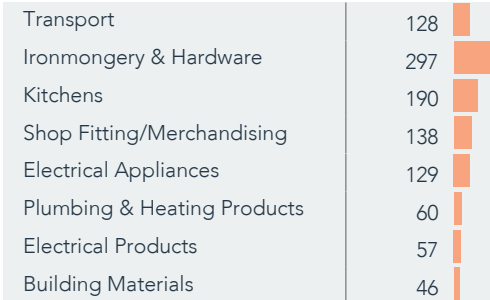 Transport 128
Ironmongery & Hardware 297
Kitchens 190
Shop Fitting/Merchandising 138
Electrical Appliances 129
Plumbing & Heating Products 60
Electrical Products 57
Building Materials 46